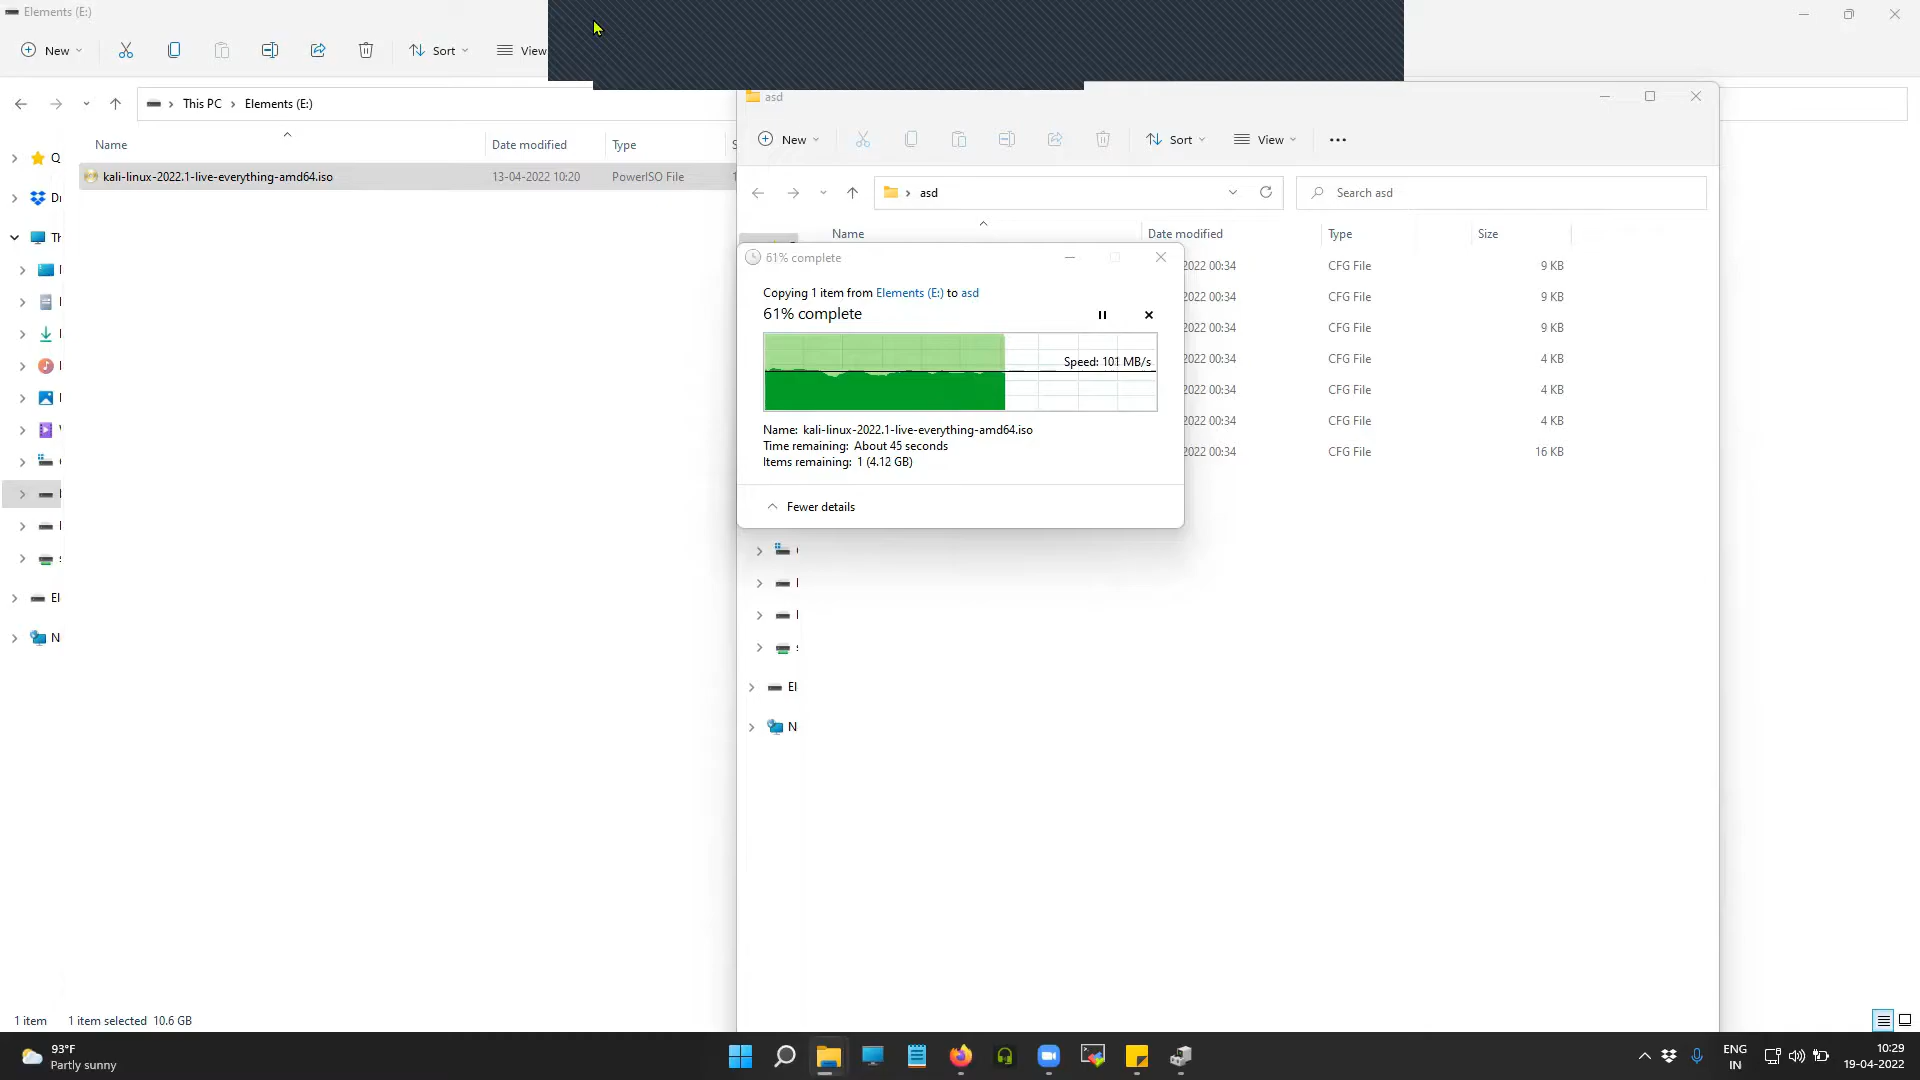 Elements (E:)
New
Sort
View
This PC
Elements (E:)
Name
Date modified
Type
kali-linux-2022.1-live-everything-amd64.iso
13-04-2022 10:20
PowerISO File
1 item
1 item selected 10.6 GB
asd
New
Sort
View
asd
Search asd
Name
Date modified
Type
Size
2022 00:34
CFG File
9 KB
2022 00:34
CFG File
9 KB
2022 00:34
CFG File
9 KB
2022 00:34
CFG File
4 KB
2022 00:34
CFG File
4 KB
2022 00:34
CFG File
4 KB
2022 00:34
CFG File
16 KB
61% complete
Copying 1 item from Elements (E:) to asd
61% complete
Speed: 101 MB/s
Name: kali-linux-2022.1-live-everything-amd64.iso
Time remaining: About 45 seconds
Items remaining: 1 (4.12 GB)
Fewer details
93°F
Partly sunny
ENG
IN
10:29
19-04-2022